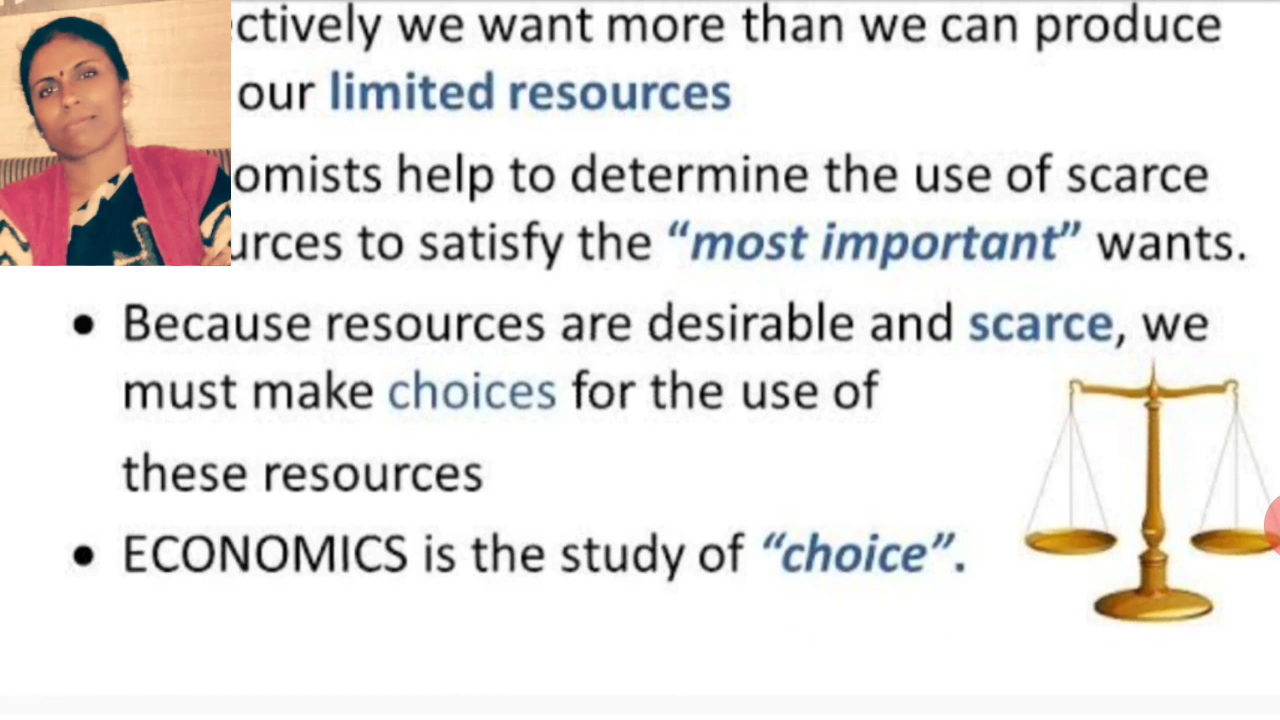 ctively we want more than we can produce
our limited resources
omists help to determine the use of scarce
urces to satisfy the “most important” wants.
• Because resources are desirable and scarce, we
must make choices for the use of
these resources
• ECONOMICS is the study of “choice”.